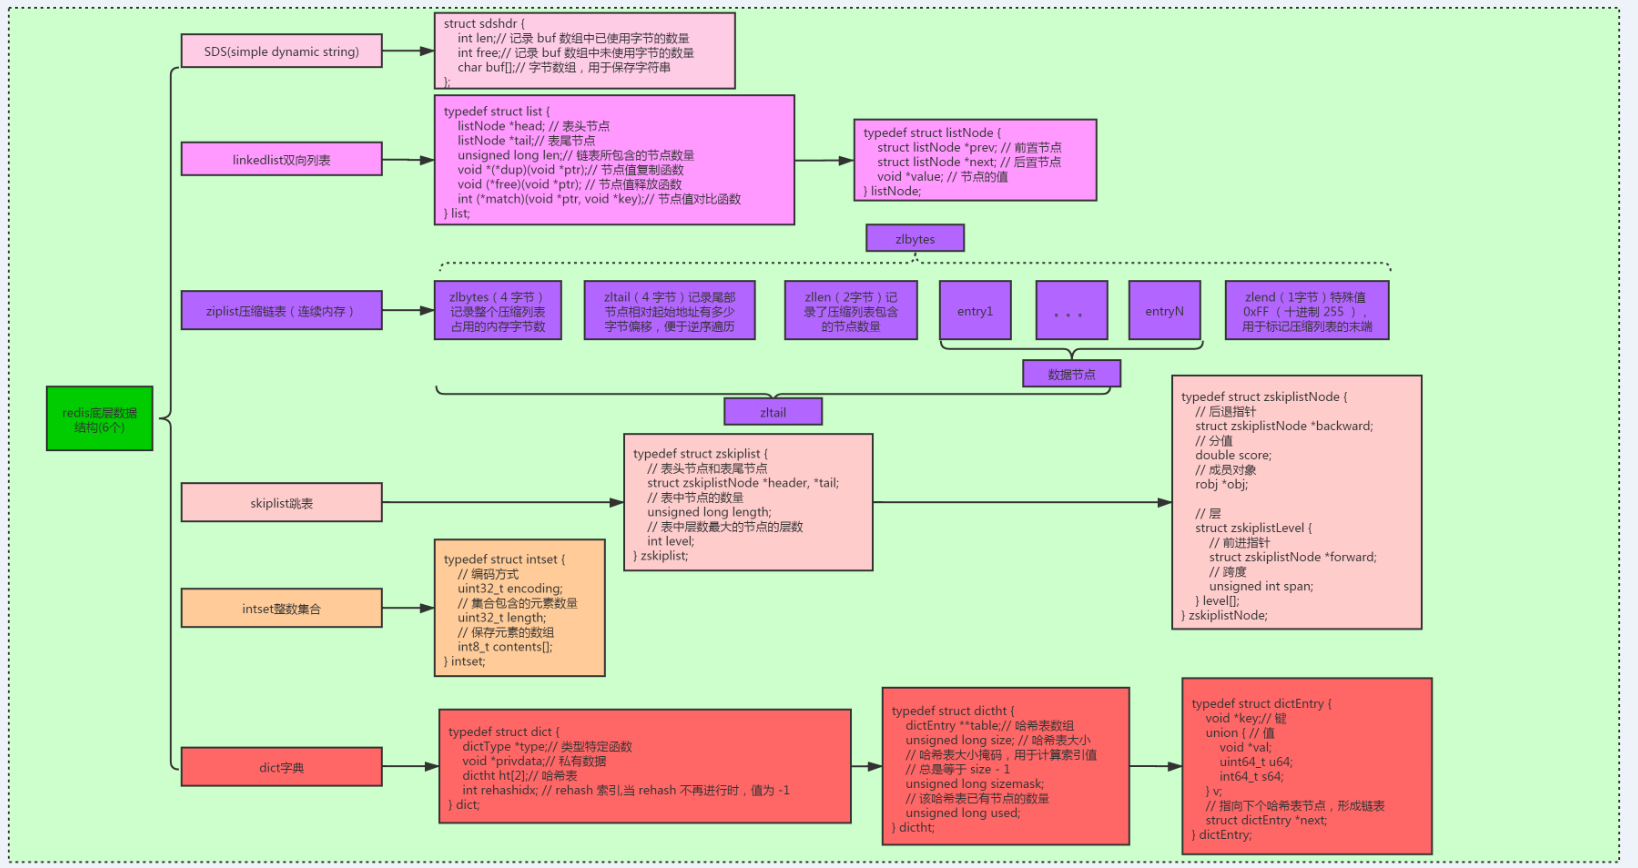 redis底层数据
结构(6个)
SDS(simple dynamic string)
struct sdshdr {
int len;// 记录 buf 数组中已使用字节的数量
int free;// 记录 buf 数组中未使用字节的数量
char buf[];// 字节数组，用于保存字符串
};
linkedlist双向列表
typedef struct list {
listNode *head; // 表头节点
listNode *tail;// 表尾节点
unsigned long len;// 链表所包含的节点数量
void *(*dup)(void *ptr);// 节点值复制函数
void (*free)(void *ptr); // 节点值释放函数
int (*match)(void *ptr, void *key);// 节点值对比函数
} list;
typedef struct listNode {
struct listNode *prev; // 前置节点
struct listNode *next; // 后置节点
void *value; // 节点的值
} listNode;
zlbytes
ziplist压缩链表（连续内存）
zlbytes（4 字节）
记录整个压缩列表
占用的内存字节数
zltail（4 字节）记录尾部
节点相对起始地址有多少
字节偏移，便于逆序遍历
zllen（2字节）记
录了压缩列表包含
的节点数量
entry1
。。。
entryN
zlend（1字节）特殊值
0xFF （十进制 255 ），
用于标记压缩列表的末端
数据节点
zltail
skiplist跳表
typedef struct zskiplist {
// 表头节点和表尾节点
struct zskiplistNode *header, *tail;
// 表中节点的数量
unsigned long length;
// 表中层数最大的节点的层数
int level;
} zskiplist;
typedef struct zskiplistNode {
// 后退指针
struct zskiplistNode *backward;
// 分值
double score;
// 成员对象
robj *obj;
// 层
struct zskiplistLevel {
// 前进指针
struct zskiplistNode *forward;
// 跨度
unsigned int span;
} level[];
} zskiplistNode;
intset整数集合
typedef struct intset {
// 编码方式
uint32_t encoding;
// 集合包含的元素数量
uint32_t length;
// 保存元素的数组
int8_t contents[];
} intset;
dict字典
typedef struct dict {
dictType *type;// 类型特定函数
void *privdata;// 私有数据
dictht ht[2];// 哈希表
int rehashidx; // rehash 索引,当 rehash 不再进行时，值为 -1
} dict;
typedef struct dictht {
dictEntry **table;// 哈希表数组
unsigned long size; // 哈希表大小
// 哈希表大小掩码，用于计算索引值
// 总是等于 size - 1
unsigned long sizemask;
// 该哈希表已有节点的数量
unsigned long used;
} dictht;
typedef struct dictEntry {
void *key;// 键
union { // 值
void *val;
uint64_t u64;
int64_t s64;
} v;
// 指向下个哈希表节点，形成链表
struct dictEntry *next;
} dictEntry;